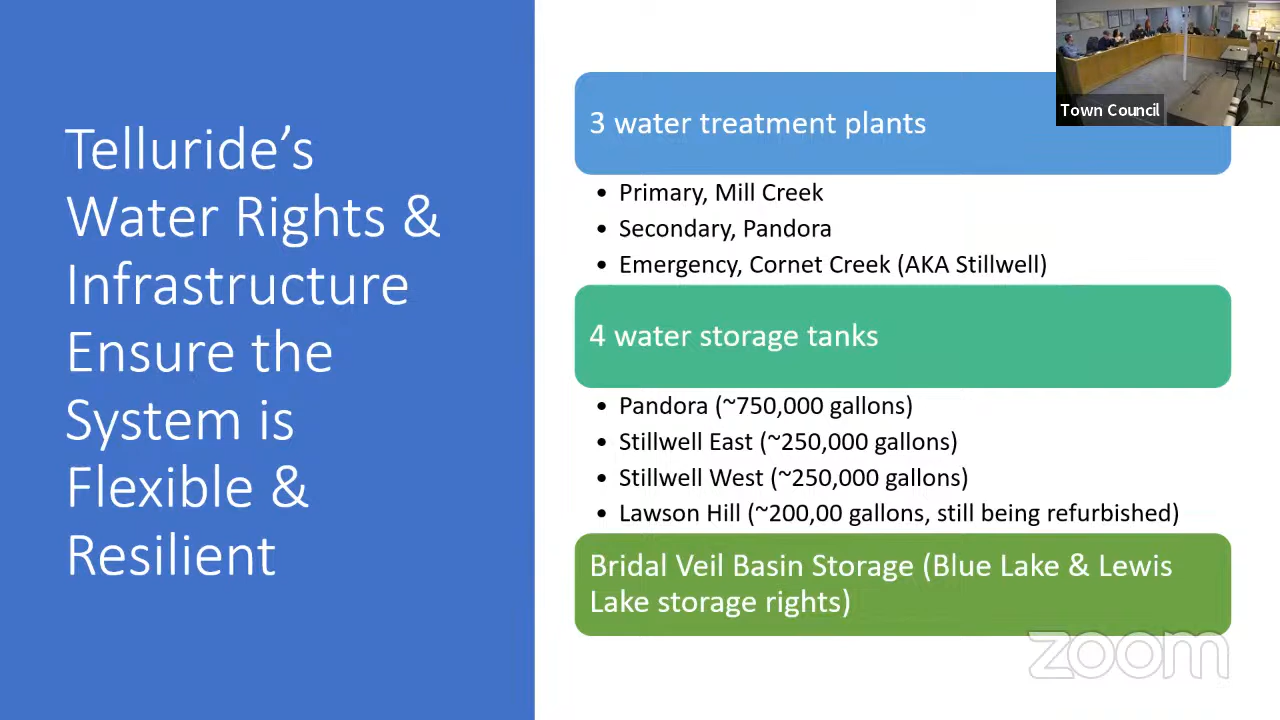 Telluride’s
Water Rights &
Infrastructure
Ensure the
System is
Flexible &
Resilient
3 water treatment plants
• Primary, Mill Creek
• Secondary, Pandora
• Emergency, Cornet Creek (AKA Stillwell)
4 water storage tanks
• Pandora (~750,000 gallons)
• Stillwell East (~250,000 gallons)
• Stillwell West (~250,000 gallons)
• Lawson Hill (~200,00 gallons, still being refurbished)
Bridal Veil Basin Storage (Blue Lake & Lewis
Lake storage rights)
Town Council
zoom